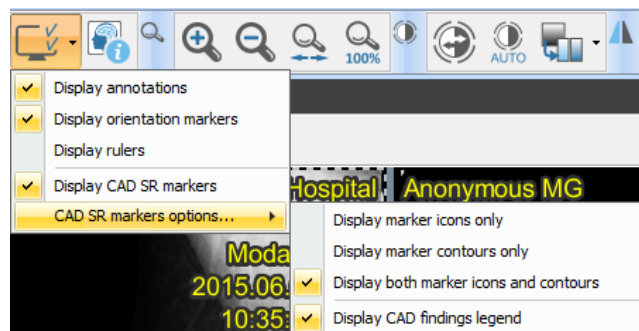 100%
AUTO
Display annotations
Display orientation markers
Display rulers
Display CAD SR markers
CAD SR markers options...
Hospital
Anonymous MG
Display marker icons only
Display marker contours only
Display both marker icons and contours
Display CAD findings legend
2015.06.
10:35: